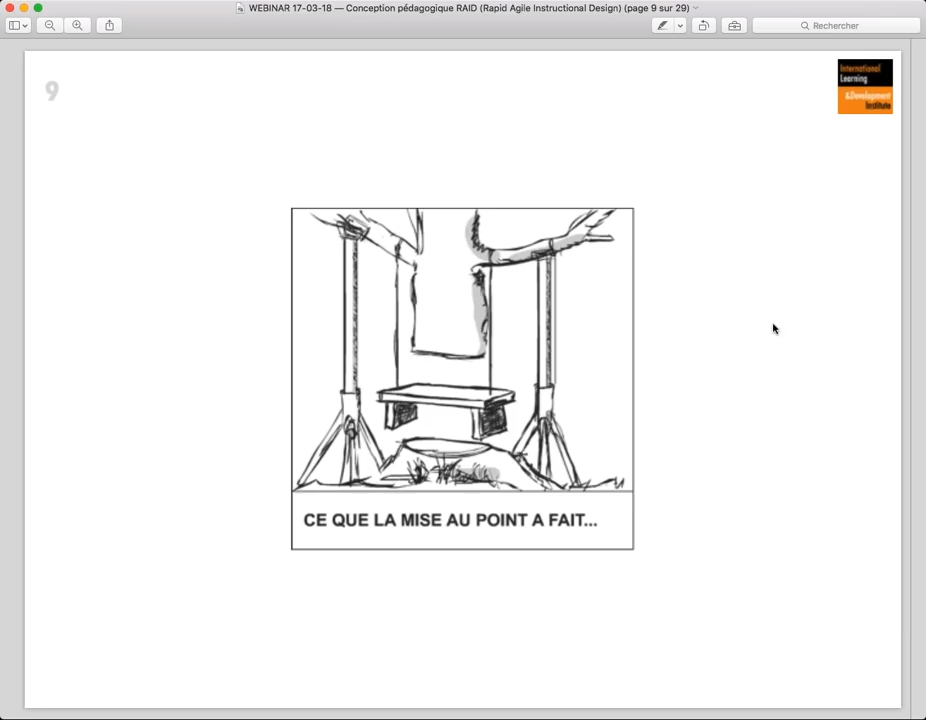 WEBINAR 17-03-18 — Conception pédagogique RAID (Rapid Agile Instructional Design) (page 9 sur 29)
Rechercher
9
International
Learning
&Development
Institute
CE QUE LA MISE AU POINT A FAIT...